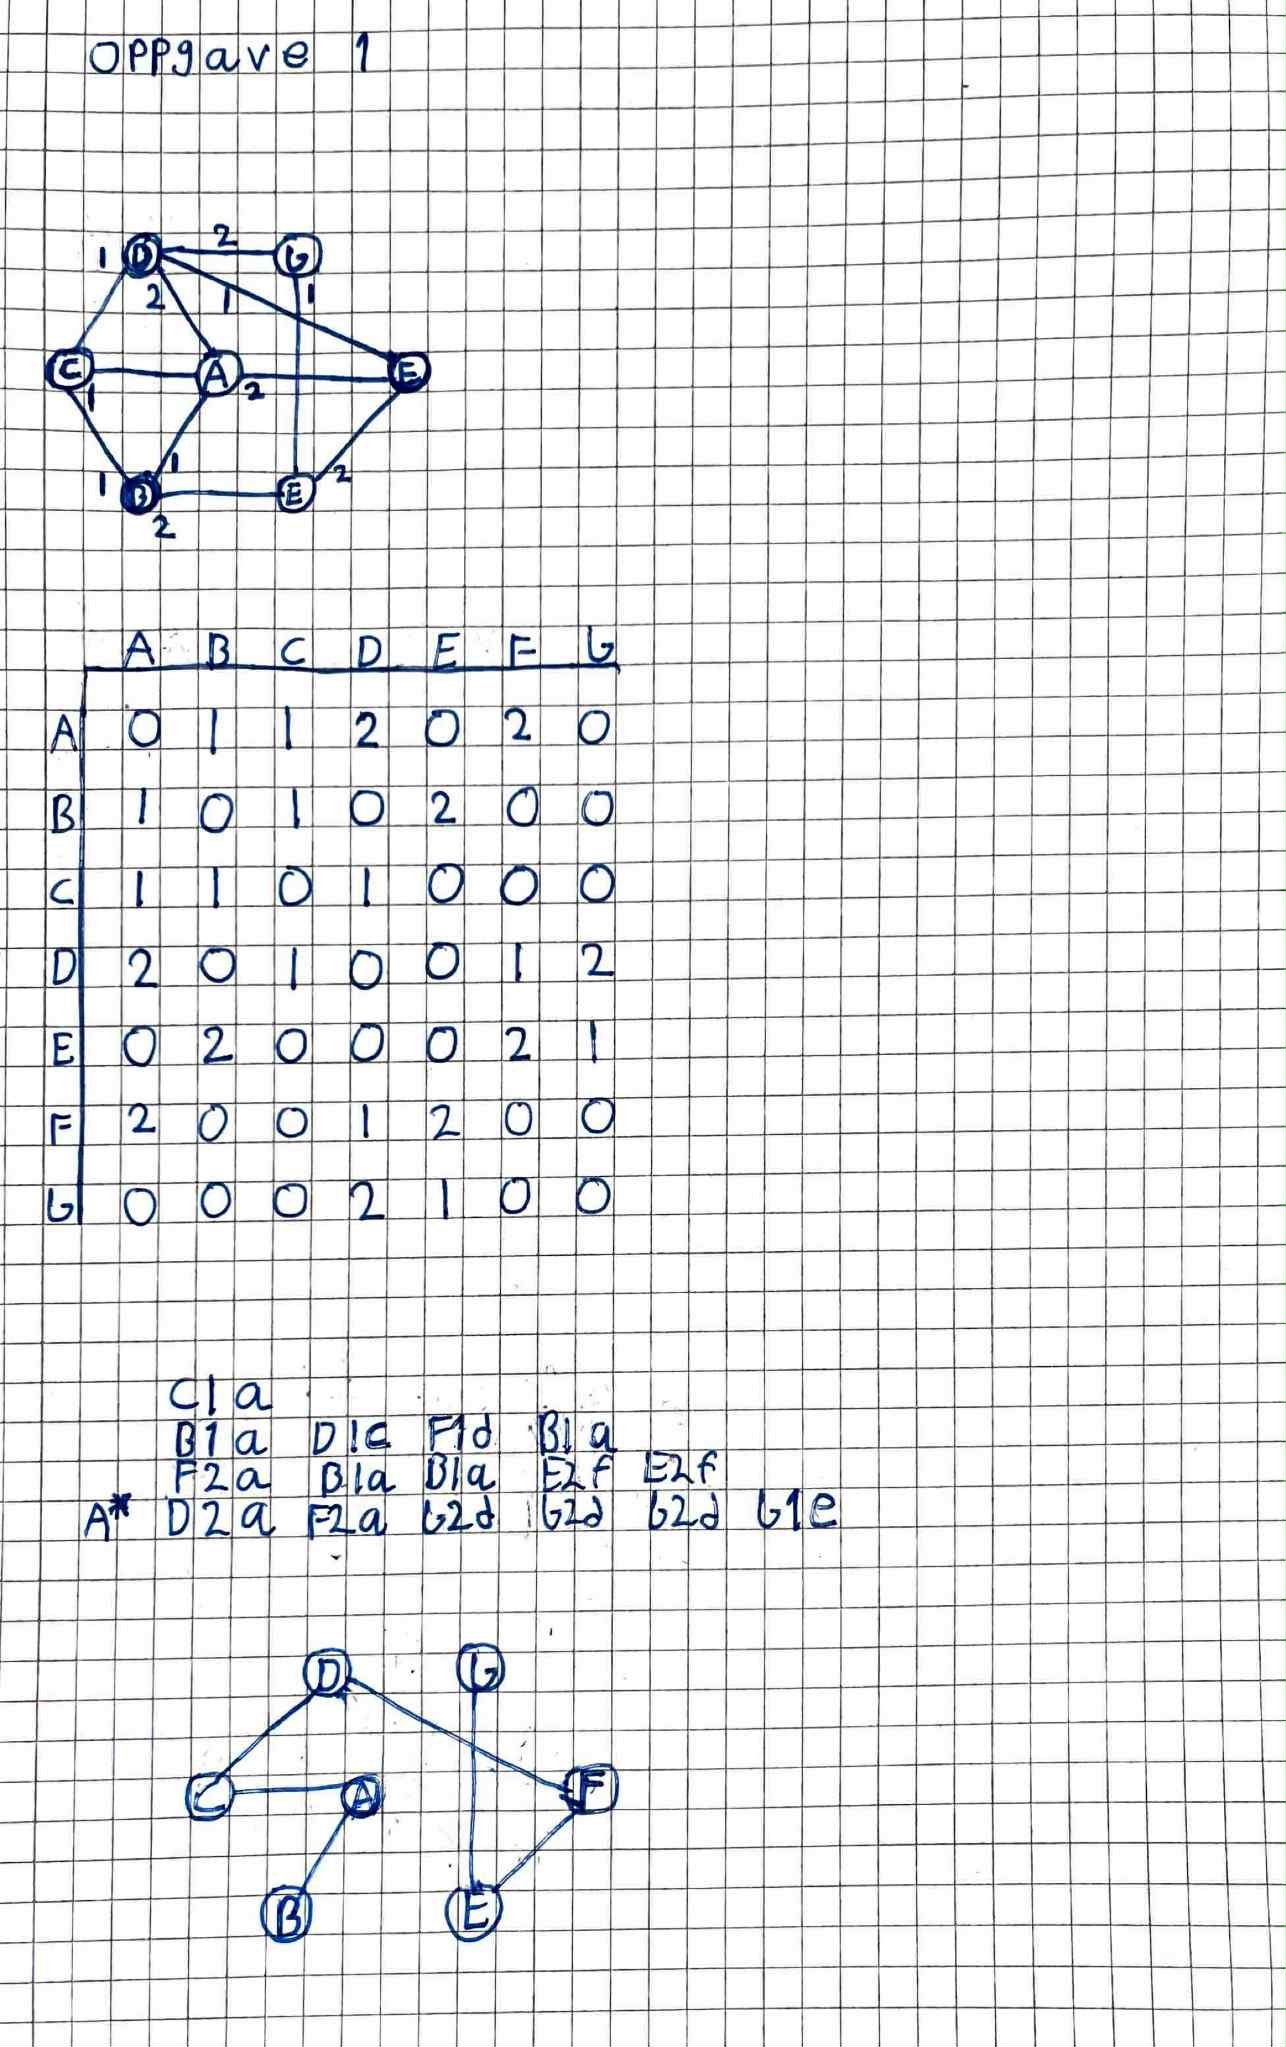 OPPgave 1
2
1 D G
2 1 1
C A E
1 2
1 1 2
1 B E
2
A B C D E F G
A 0 1 1 2 0 2 0
B 1 0 1 0 2 0 0
C 1 1 0 1 0 0 0
D 2 0 1 0 0 1 2
E 0 2 0 0 0 2 1
F 2 0 0 1 2 0 0
G 0 0 0 2 1 0 0
C1a
B1a D1c F1d B1a
F2a B1a B1a E2f E2f
A* D2a F2a G2d G2d G2d G1e
D G
C A F
B E